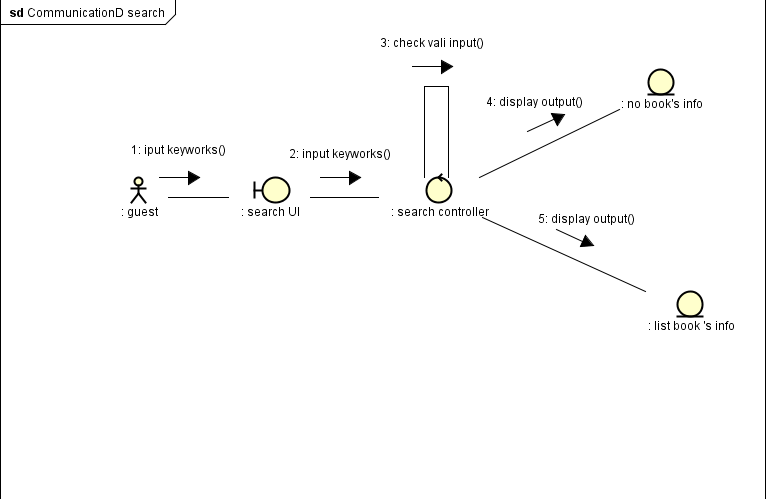 sd CommunicationD search
3: check vali input()
4: display output()
: no book's info
1: iput keyworks()
2: input keyworks()
: guest
: search UI
: search controller
5: display output()
: list book 's info